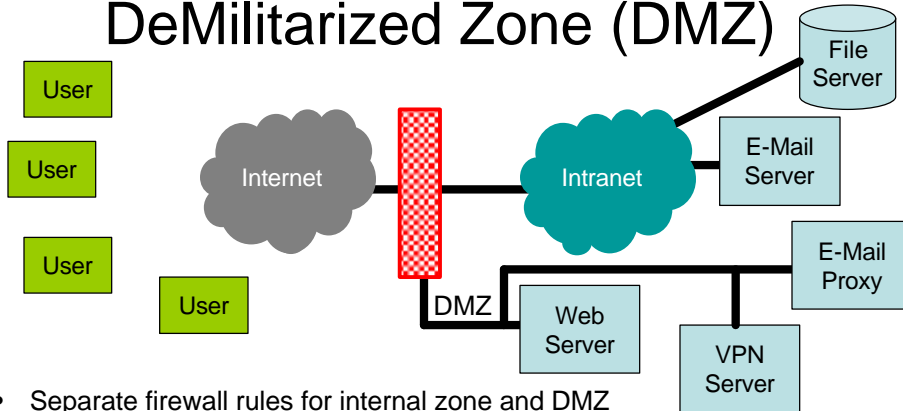 DeMilitarized Zone (DMZ)
File
Server
User
E-Mail
Server
User
Internet
Intranet
User
E-Mail
Proxy
User
DMZ
Web
Server
VPN
Server
• Separate firewall rules for internal zone and DMZ